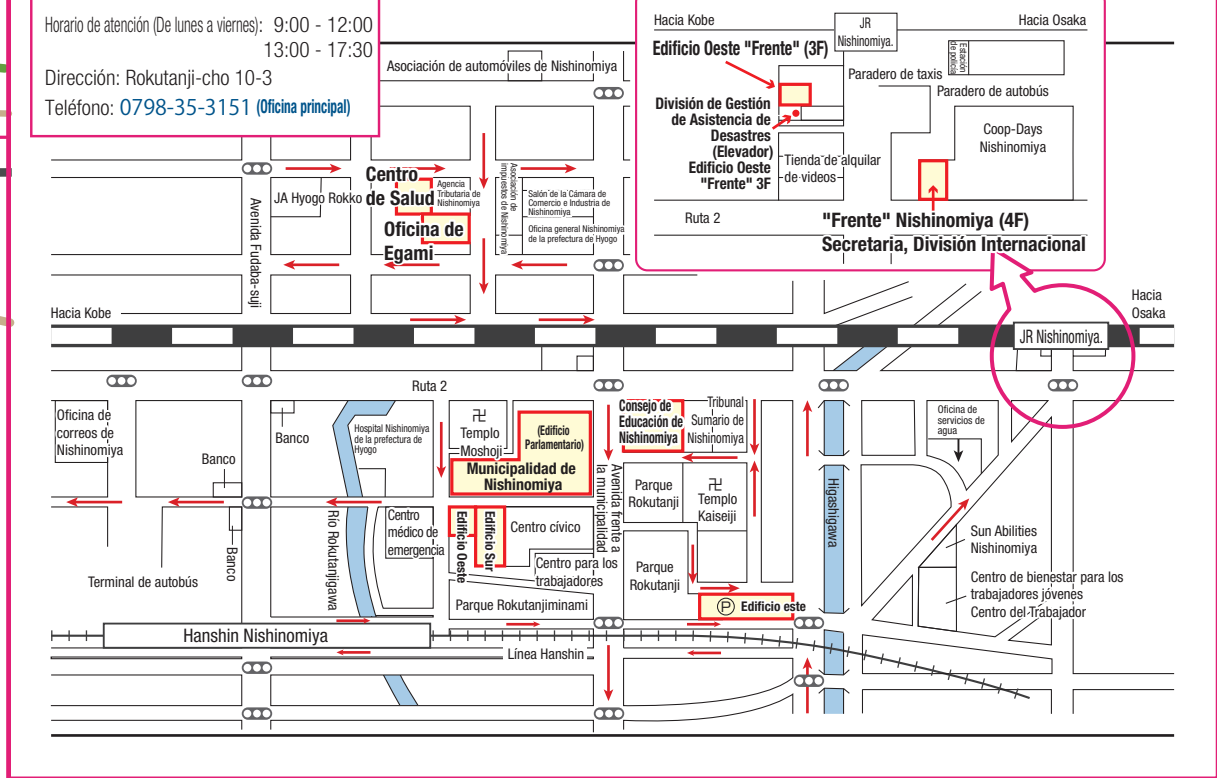 Horario de atención (De lunes a viernes): 9:00 - 12:00
13:00 - 17:30
Dirección: Rokutanji-cho 10-3
Teléfono: 0798-35-3151 (Oficina principal)
Hacia Kobe
JR
Nishinomiya.
Hacia Osaka
Edificio Oeste "Frente" (3F)
Estación
de policía
Paradero de taxis
Paradero de autobús
División de Gestión
de Asistencia de
Desastres
(Elevador)
Edificio Oeste
"Frente" 3F
Tienda de alquilar
de videos
Coop-Days
Nishinomiya
Ruta 2
"Frente" Nishinomiya (4F)
Secretaria, División Internacional
Asociación de automóviles de Nishinomiya
Avenida Fudaba-suji
JA Hyogo Rokko
Centro
de Salud
Agencia
Tributaria de
Nishinomiya
Oficina de
Egami
Asociación de
impuestos de Nishinomiya
Salón de la Cámara de
Comercio e Industria de
Nishinomiya
Oficina general Nishinomiya
de la prefectura de Hyogo
Hacia Kobe
Hacia
Osaka
JR Nishinomiya.
Ruta 2
Oficina de
correos de
Nishinomiya
Banco
Banco
Banco
Hospital Nishinomiya
de la prefectura de
Hyogo
卍
Templo
Moshoji
(Edificio
Parlamentario)
Municipalidad de
Nishinomiya
Consejo de
Educación de
Nishinomiya
Tribunal
Sumario de
Nishinomiya
Oficina de
servicios de
agua
Avenida frente a
la municipalidad
Parque
Rokutanji
卍
Templo
Kaiseiji
Higashigawa
Terminal de autobús
Río Rokutanjigawa
Centro
médico de
emergencia
Edificio Oeste
Edificio Sur
Centro cívico
Centro para los
trabajadores
Parque Rokutanjiminami
Parque
Rokutanji
P Edificio este
Sun Abilities
Nishinomiya
Centro de bienestar para los
trabajadores jóvenes
Centro del Trabajador
Hanshin Nishinomiya
Línea Hanshin